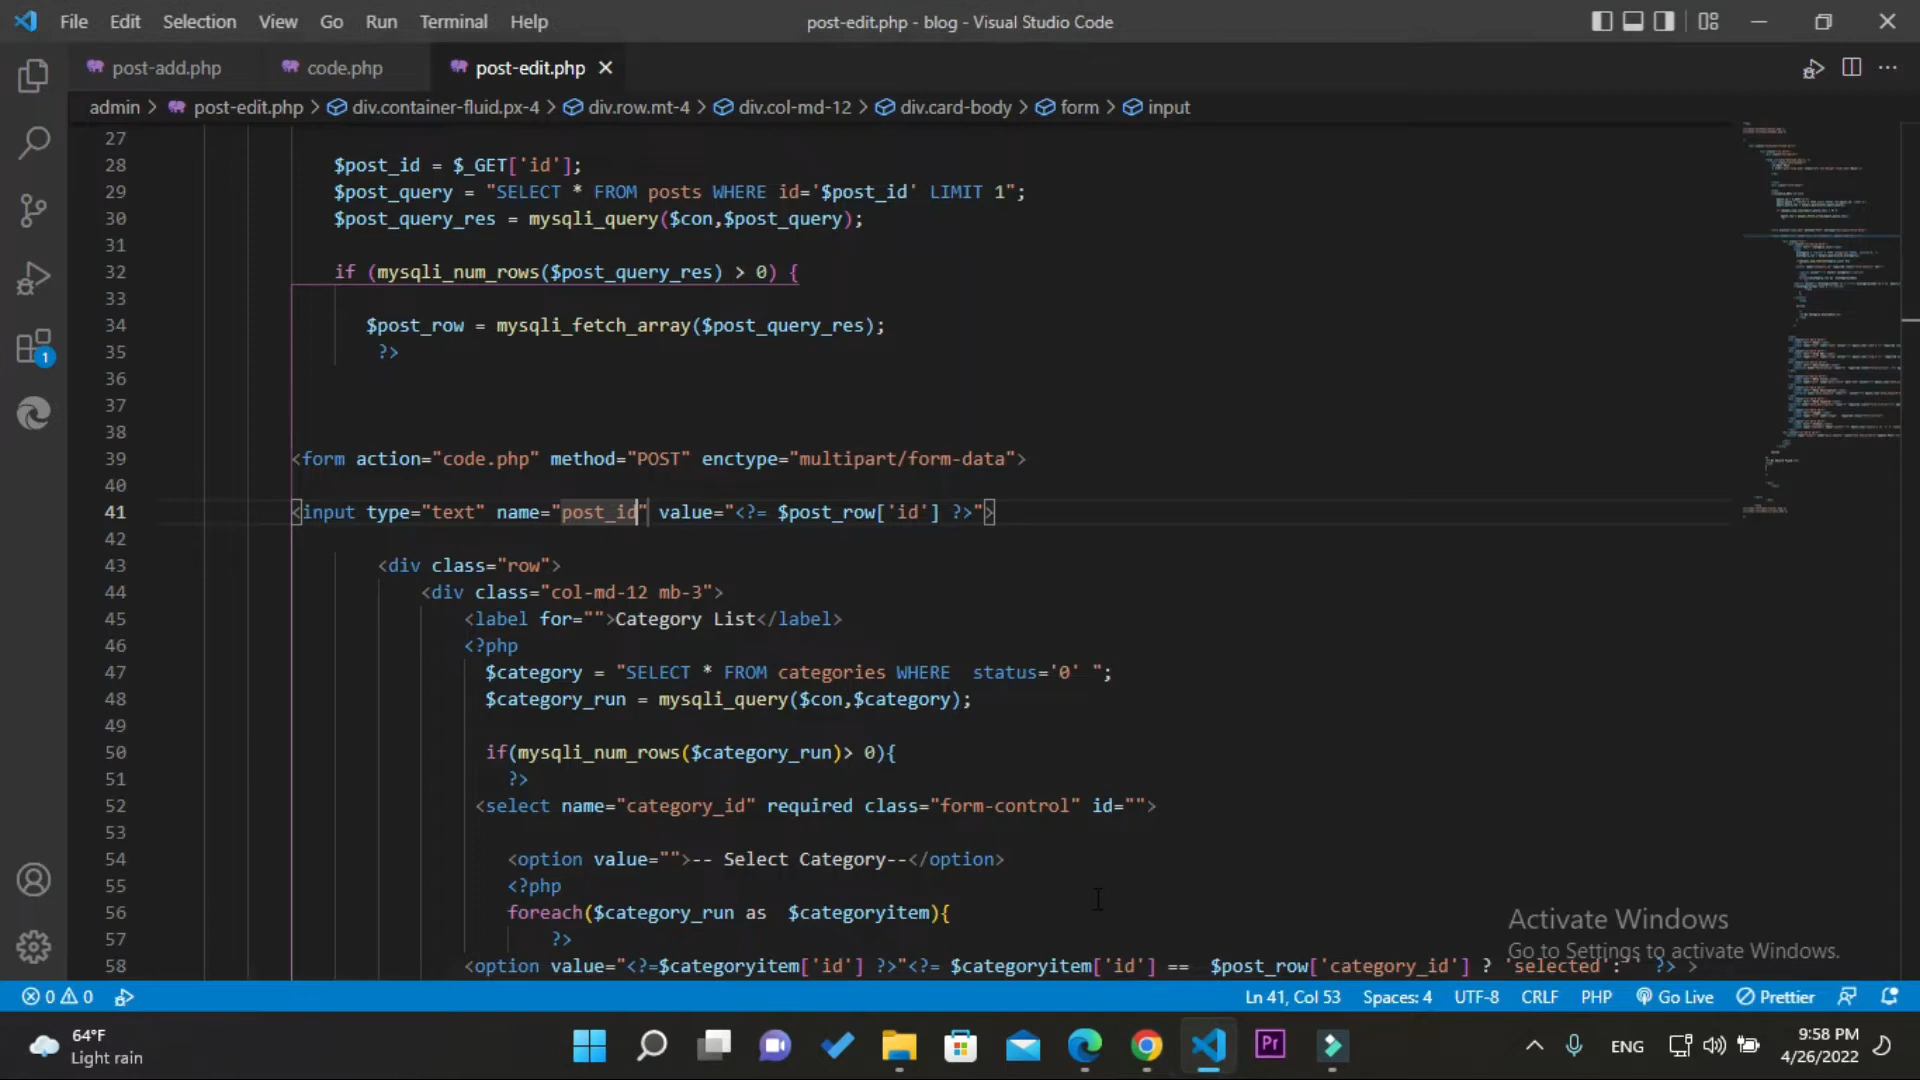 File Edit Selection View Go Run Terminal Help
post-edit.php - blog - Visual Studio Code
post-add.php code.php post-edit.php
admin > post-edit.php > div.container-fluid.px-4 > div.row.mt-4 > div.col-md-12 > div.card-body > form > input
27
28 $post_id = $_GET['id'];
29 $post_query = "SELECT * FROM posts WHERE id='$post_id' LIMIT 1";
30 $post_query_res = mysqli_query($con,$post_query);
31
32 if (mysqli_num_rows($post_query_res) > 0) {
33
34 $post_row = mysqli_fetch_array($post_query_res);
35 ?>
36
37
38
39 <form action="code.php" method="POST" enctype="multipart/form-data">
40
41 <input type="text" name="post_id" value="<?= $post_row['id'] ?>">
42
43 <div class="row">
44 <div class="col-md-12 mb-3">
45 <label for="">Category List</label>
46 <?php
47 $category = "SELECT * FROM categories WHERE  status='0' ";
48 $category_run = mysqli_query($con,$category);
49
50 if(mysqli_num_rows($category_run)> 0){
51 ?>
52 <select name="category_id" required class="form-control" id="">
53
54 <option value="">-- Select Category--</option>
55 <?php
56 foreach($category_run as  $categoryitem){
57 ?>
58 <option value="<?=$categoryitem['id'] ?>"<?= $categoryitem['id'] ==  $post_row['category_id'] ? 'selected':'' ?> >
Activate Windows
Go to Settings to activate Windows.
1
0 0
Ln 41, Col 53 Spaces: 4 UTF-8 CRLF PHP Go Live Prettier
64°F
Light rain
Pr
ENG
9:58 PM
4/26/2022